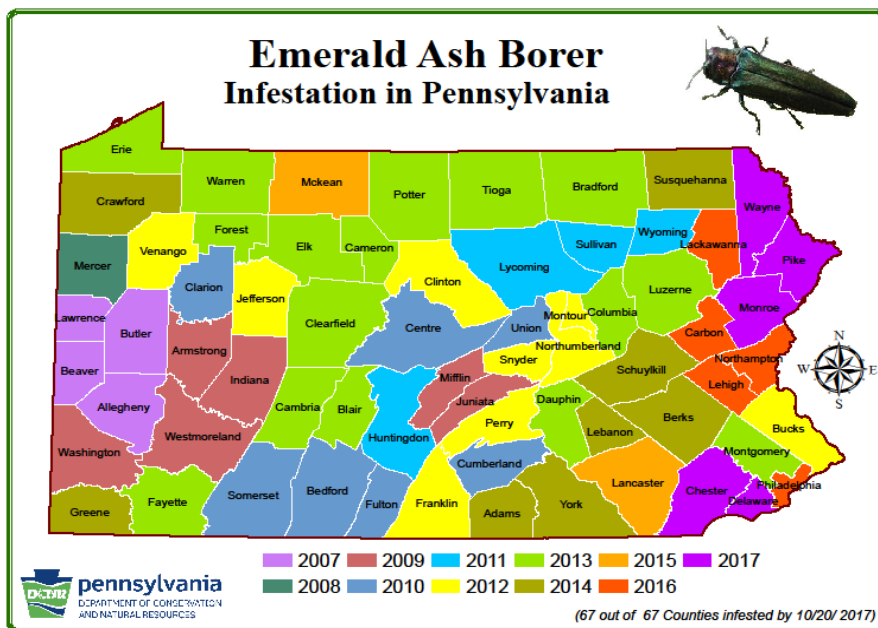 Emerald Ash Borer
Infestation in Pennsylvania
Erie
Warren
Mckean
Potter
Tioga
Bradford
Susquehanna
Wayne
Crawford
Forest
Elk
Cameron
Venango
Clinton
Lycoming
Sullivan
Wyoming
Lackawanna
Pike
Mercer
Clarion
Jefferson
Clearfield
Centre
Union
Montour
Columbia
Luzerne
Monroe
Lawrence
Butler
Armstrong
Indiana
Snyder
Northumberland
Carbon
Northampton
Beaver
Allegheny
Cambria
Blair
Huntingdon
Mifflin
Juniata
Schuylkill
Lehigh
Washington
Westmoreland
Perry
Dauphin
Lebanon
Berks
Bucks
Cumberland
Montgomery
Greene
Fayette
Somerset
Bedford
Fulton
Franklin
Adams
York
Lancaster
Chester
Delaware
Philadelphia
N
W E
S
2007 2009 2011 2013 2015 2017
2008 2010 2012 2014 2016
DCNR
pennsylvania
DEPARTMENT OF CONSERVATION
AND NATURAL RESOURCES
(67 out of 67 Counties infested by 10/20/ 2017)